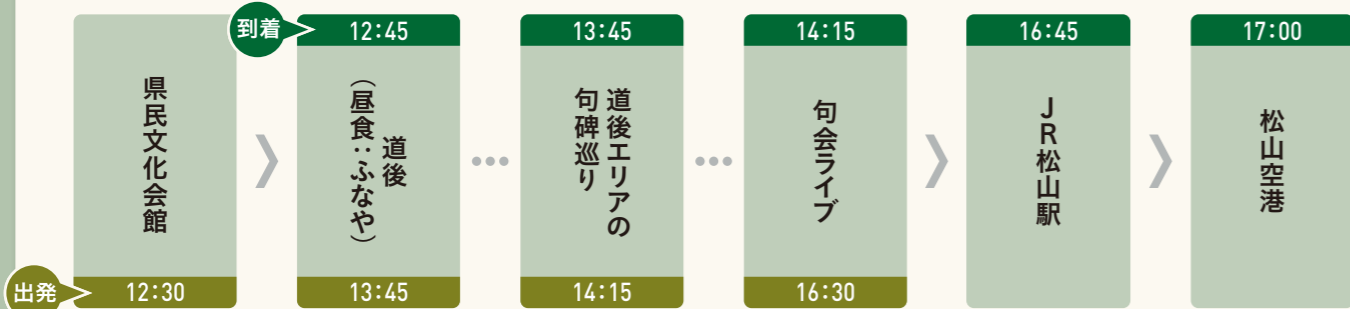 出発
県民文化会館
12:30
到着
12:45
道後
（昼食：ふなや）
13:45
•••
13:45
道後エリアの
句碑巡り
14:15
•••
14:15
句会ライブ
16:30
16:45
JR松山駅
17:00
松山空港